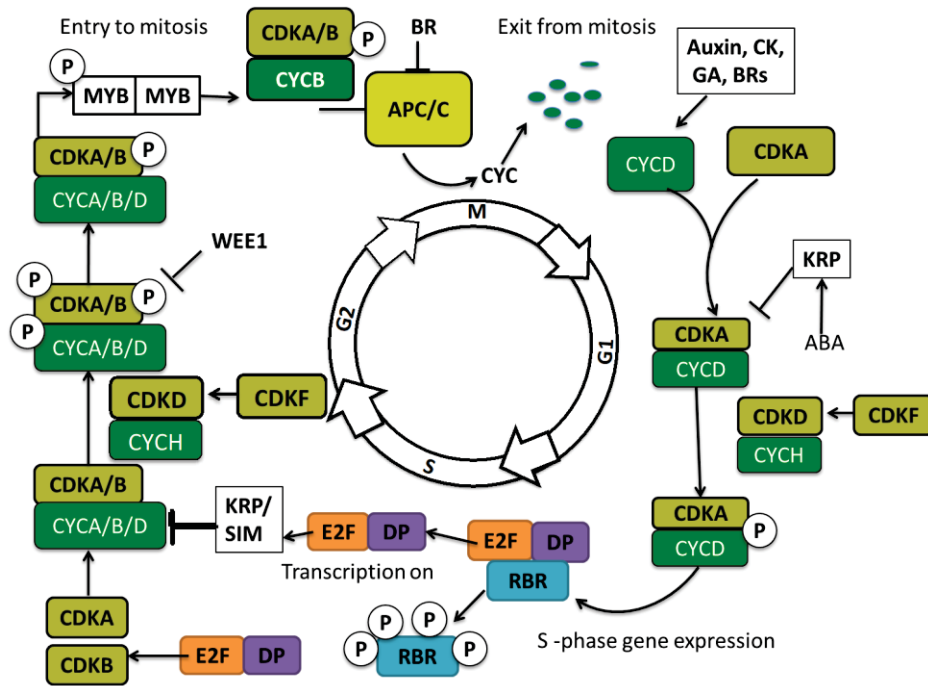 Entry to mitosis
CDKA/B
P
CYCB
BR
Exit from mitosis
Auxin, CK,
GA, BRs
P
MYB
MYB
APC/C
CYC
CYCD
CDKA
CDKA/B
P
CYCA/B/D
M
WEE1
KRP
P
CDKA/B
P
P
CYCA/B/D
G2
G1
ABA
CDKA
CYCD
CDKD
CDKF
CYCH
CDKD
CDKF
CYCH
S
CDKA/B
CYCA/B/D
KRP/
SIM
E2F
DP
E2F
DP
RBR
CDKA
P
CYCD
Transcription on
CDKA
CDKB
E2F
DP
P
P
P
P
RBR
S -phase gene expression